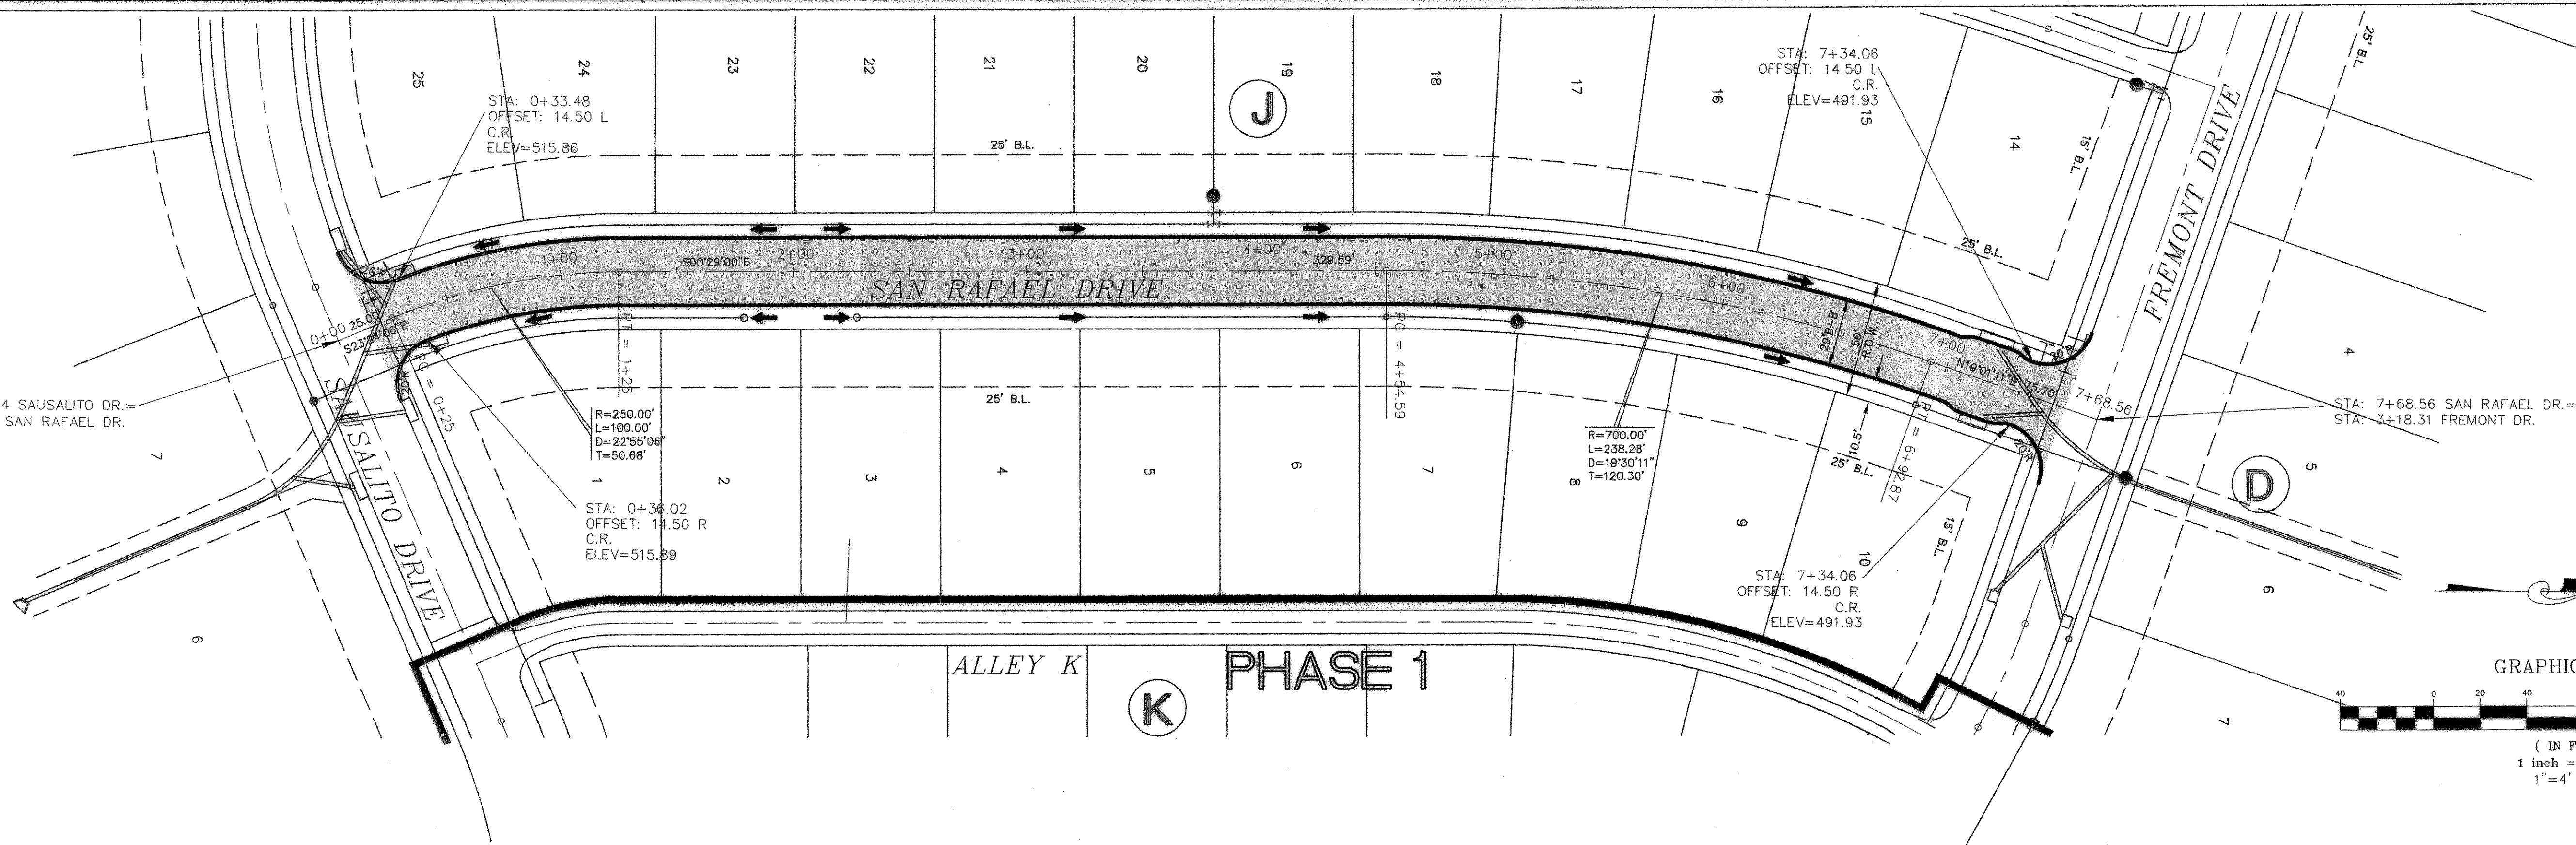 25
24
23
22
21
20
19
18
17
16
15
14
J
STA: 0+33.48
OFFSET: 14.50 L
C.R.
ELEV=515.86
STA: 7+34.06
OFFSET: 14.50 L
C.R.
ELEV=491.93
25' B.L.
25' B.L.
25' B.L.
15' B.L.
FREMONT DRIVE
0+00
1+00
2+00
3+00
4+00
5+00
6+00
7+00
7+68.56
25.00'
S00°29'00"E
329.59'
N19°01'11"E
75.70'
SAN RAFAEL DRIVE
20'R
20'R
20'R
PC = 0+25
PT = 1+25
PC = 4+54.59
PT = 6+92.87
29'B-B
50'
R.O.W.
10.5'
4 SAUSALITO DR.=
SAN RAFAEL DR.
SAUSALITO DRIVE
R=250.00'
L=100.00'
D=22°55'06"
T=50.68'
25' B.L.
R=700.00'
L=238.28'
D=19°30'11"
T=120.30'
25' B.L.
15' B.L.
STA: 7+68.56 SAN RAFAEL DR.=
STA: 3+18.31 FREMONT DR.
STA: 0+36.02
OFFSET: 14.50 R
C.R.
ELEV=515.89
STA: 7+34.06
OFFSET: 14.50 R
C.R.
ELEV=491.93
1
2
3
4
5
6
7
8
9
10
7
6
4
5
6
7
D
ALLEY K
PHASE 1
K
GRAPHIC
40
0
20
40
( IN F
1 inch =
1"=4'